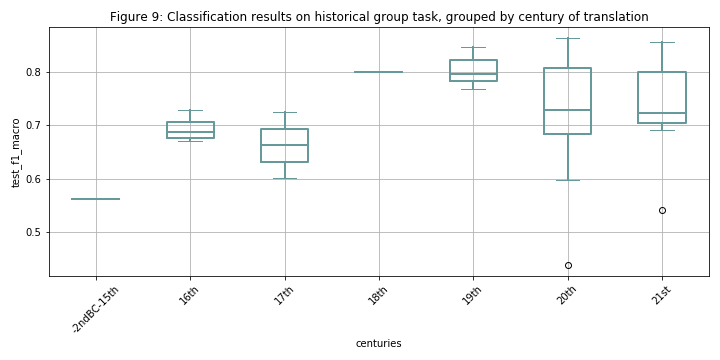 Figure 9: Classification results on historical group task, grouped by century of translation
test_f1_macro
0.8
0.7
0.6
0.5
-2ndBC-15th
16th
17th
18th
19th
20th
21st
centuries